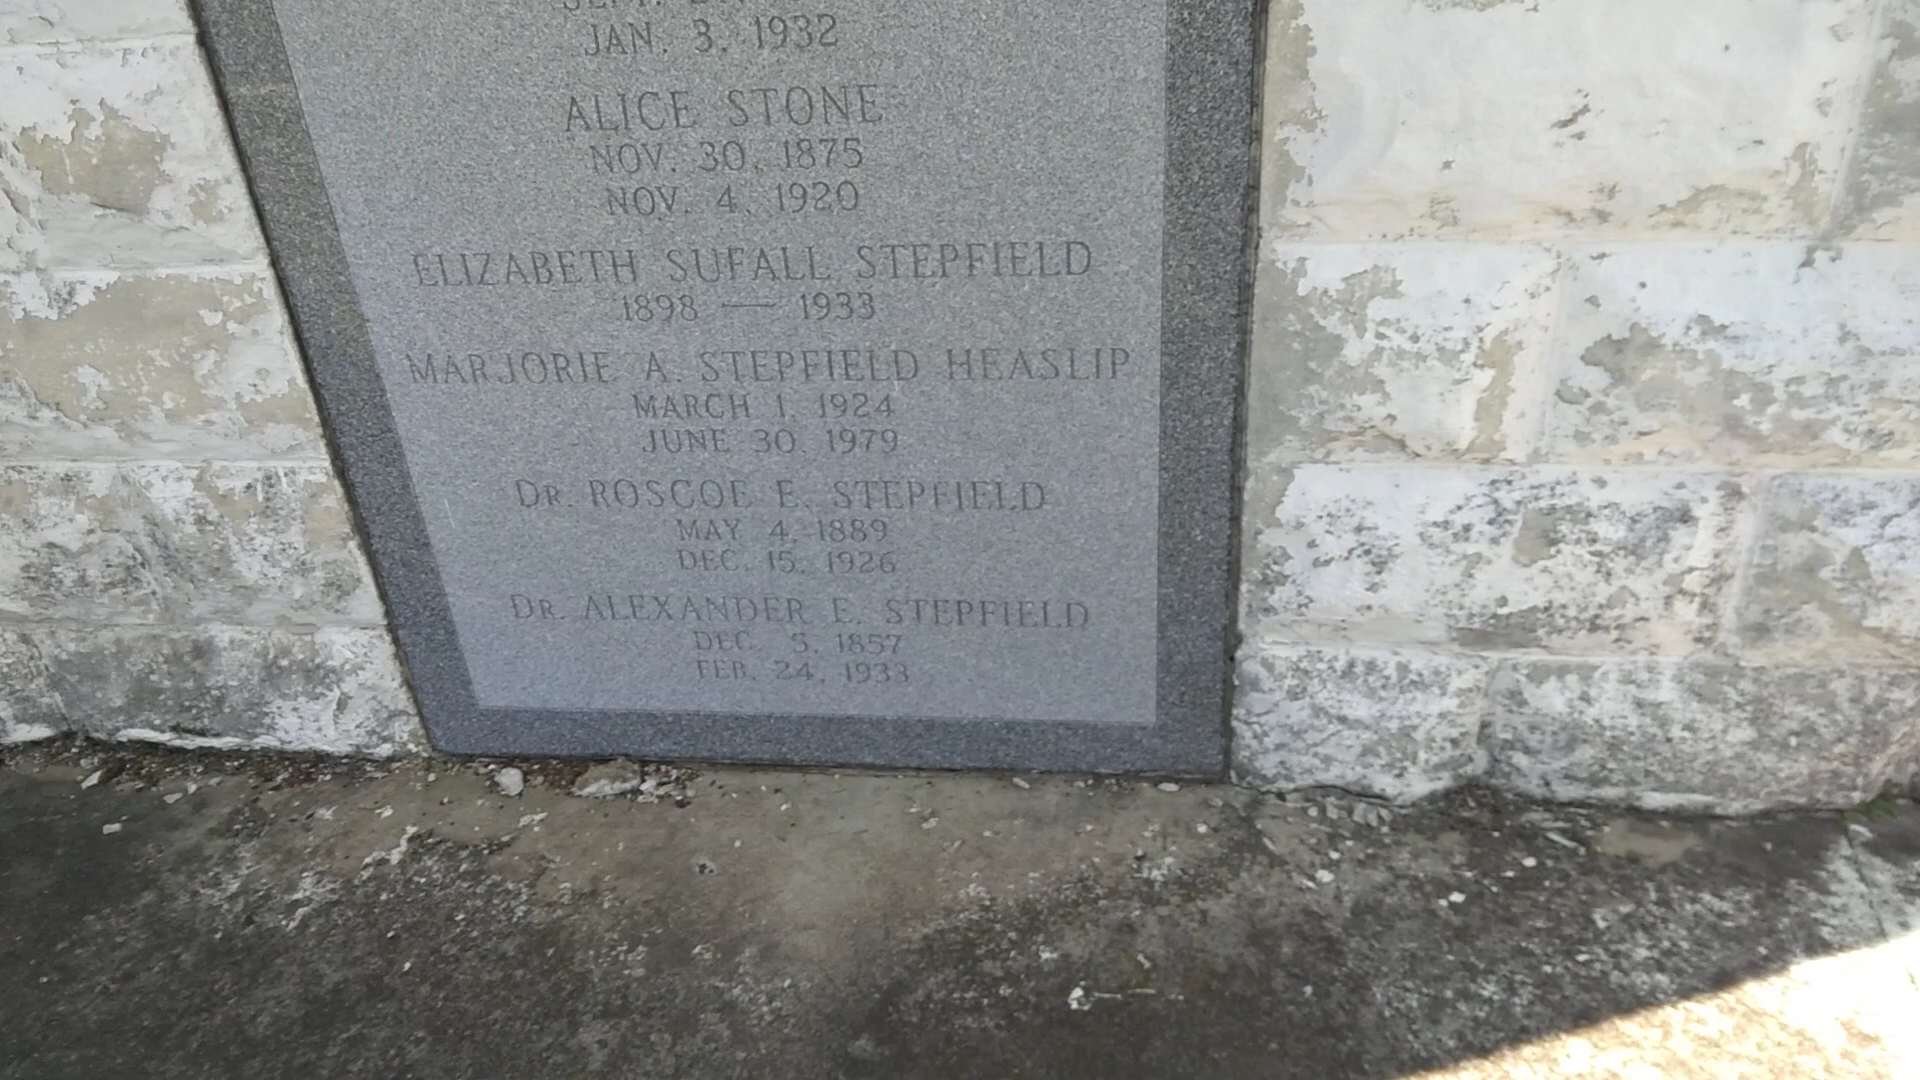 JAN. 3, 1932
ALICE STONE
NOV. 30, 1875
NOV. 4, 1920
ELIZABETH SUFALL STEPFIELD
1898 — 1933
MARJORIE A. STEPFIELD HEASLIP
MARCH 1, 1924
JUNE 30, 1979
DR. ROSCOE E. STEPFIELD
MAY 4, 1889
DEC. 15, 1926
DR. ALEXANDER E. STEPFIELD
DEC. 5, 1857
FEB. 24, 1933